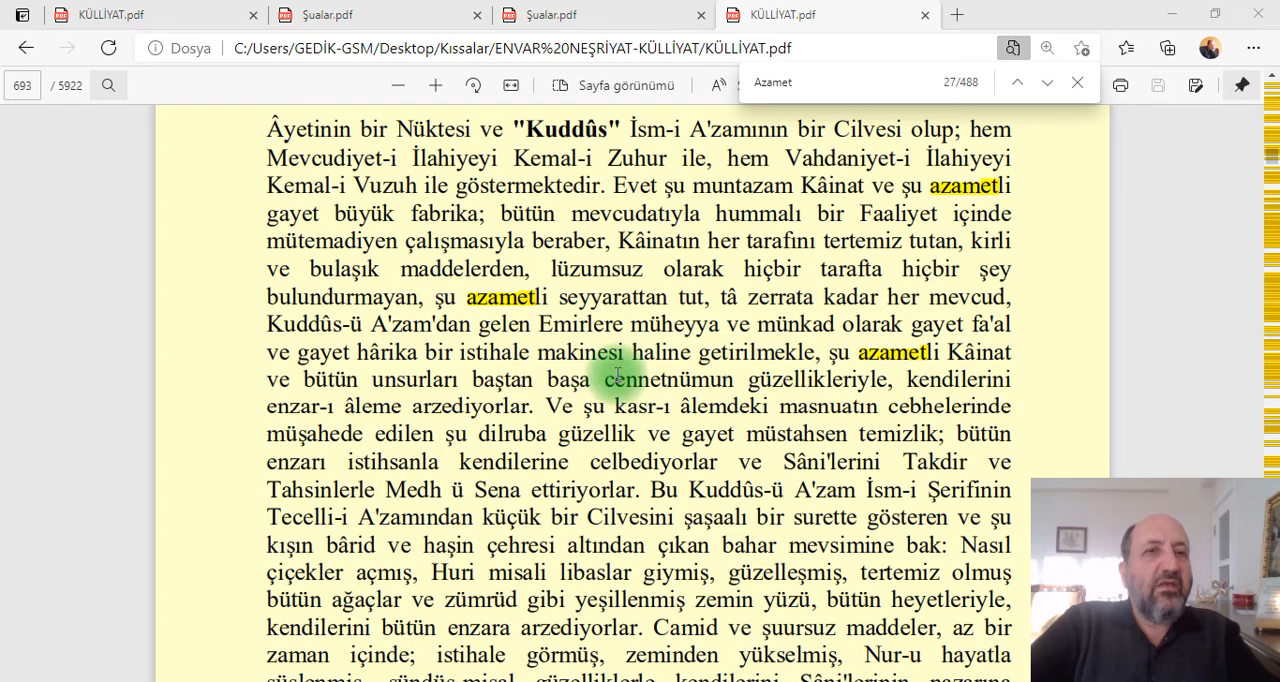 KÜLLİYAT.pdf
Şualar.pdf
Şualar.pdf
KÜLLİYAT.pdf
Dosya
C:/Users/GEDİK-GSM/Desktop/Kıssalar/ENVAR%20NEŞRİYAT-KÜLLİYAT/KÜLLİYAT.pdf
693 / 5922
Sayfa görünümü
Azamet 27/488
Âyetinin bir Nüktesi ve "Kuddûs" İsm-i A'zamının bir Cilvesi olup; hem
Mevcudiyet-i İlahiyeyi Kemal-i Zuhur ile, hem Vahdaniyet-i İlahiyeyi
Kemal-i Vuzuh ile göstermektedir. Evet şu muntazam Kâinat ve şu azametli
gayet büyük fabrika; bütün mevcudatıyla hummalı bir Faaliyet içinde
mütemadiyen çalışmasıyla beraber, Kâinatın her tarafını tertemiz tutan, kirli
ve bulaşık maddelerden, lüzumsuz olarak hiçbir tarafta hiçbir şey
bulundurmayan, şu azametli seyyarattan tut, tâ zerrata kadar her mevcud,
Kuddûs-ü A'zam'dan gelen Emirlere müheyya ve münkad olarak gayet fa'al
ve gayet hârika bir istihale makinesi haline getirilmekle, şu azametli Kâinat
ve bütün unsurları baştan başa cennetnümun güzellikleriyle, kendilerini
enzar-ı âleme arzediyorlar. Ve şu kasr-ı âlemdeki masnuatın cebhelerinde
müşahede edilen şu dilruba güzellik ve gayet müstahsen temizlik; bütün
enzarı istihsanla kendilerine celbediyorlar ve Sâni'lerini Takdir ve
Tahsinlerle Medh ü Sena ettiriyorlar. Bu Kuddûs-ü A'zam İsm-i Şerifinin
Tecelli-i A'zamından küçük bir Cilvesini şaşaalı bir surette gösteren ve şu
kışın bârid ve haşin çehresi altından çıkan bahar mevsimine bak: Nasıl
çiçekler açmış, Huri misali libaslar giymiş, güzelleşmiş, tertemiz olmuş
bütün ağaçlar ve zümrüd gibi yeşillenmiş zemin yüzü, bütün heyetleriyle,
kendilerini bütün enzara arzediyorlar. Camid ve şuursuz maddeler, az bir
zaman içinde; istihale görmüş, zeminden yükselmiş, Nur-u hayatla
süslenmiş, sündüs-misal güzelliklerle kendilerini Sâni'lerinin nazarına